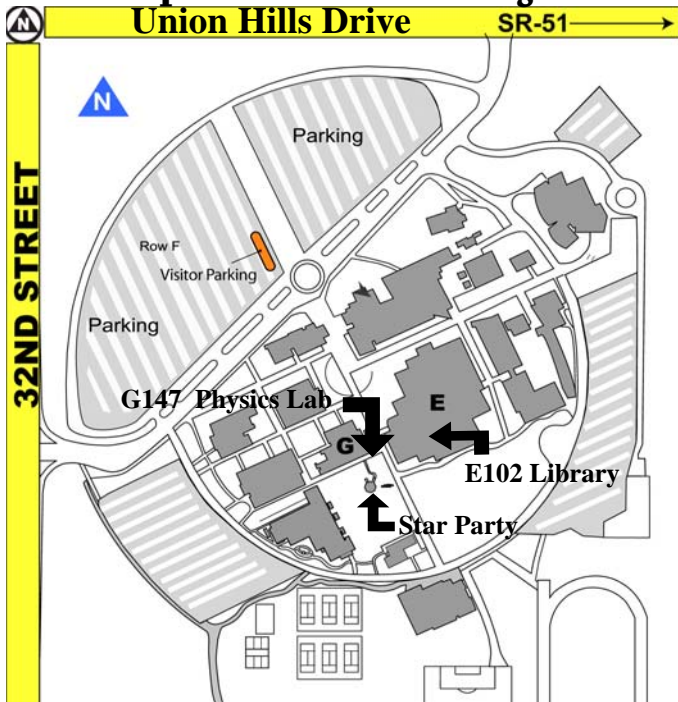 N
Union Hills Drive
SR-51
N
32ND STREET
Parking
Row F
Visitor Parking
Parking
G147 Physics Lab
E
G
E102 Library
Star Party